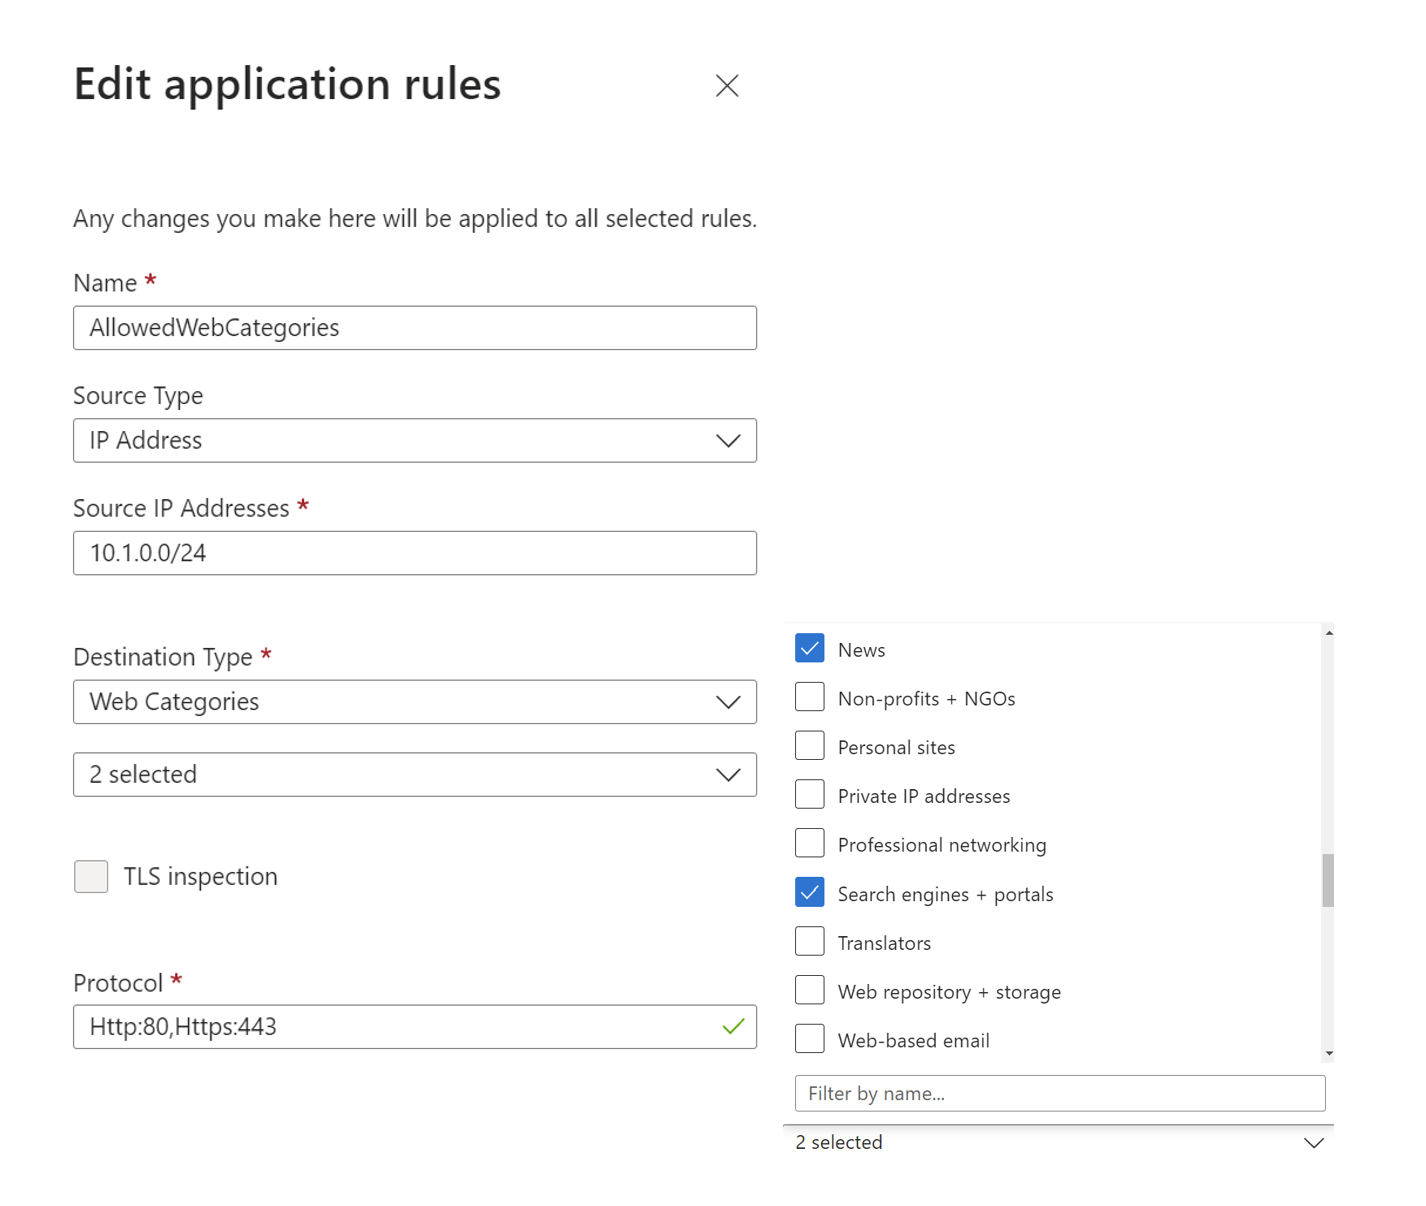 Edit application rules
Any changes you make here will be applied to all selected rules.
Name *
AllowedWebCategories
Source Type
IP Address
Source IP Addresses *
10.1.0.0/24
Destination Type *
Web Categories
2 selected
TLS inspection
Protocol *
Http:80,Https:443
News
Non-profits + NGOs
Personal sites
Private IP addresses
Professional networking
Search engines + portals
Translators
Web repository + storage
Web-based email
Filter by name...
2 selected